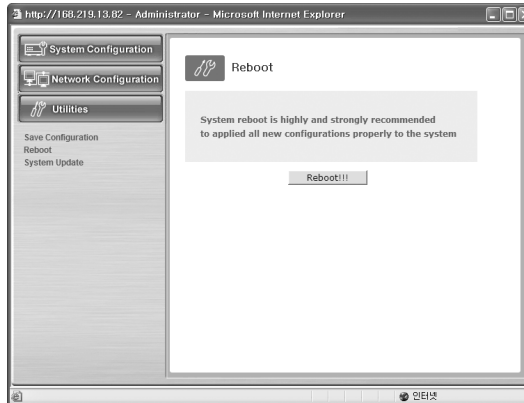 http://168.219.13.82 - Administrator - Microsoft Internet Explorer
System Configuration
Network Configuration
Utilities
Save Configuration
Reboot
System Update
Reboot
System reboot is highly and strongly recommended
to applied all new configurations properly to the system
Reboot!!!
인터넷